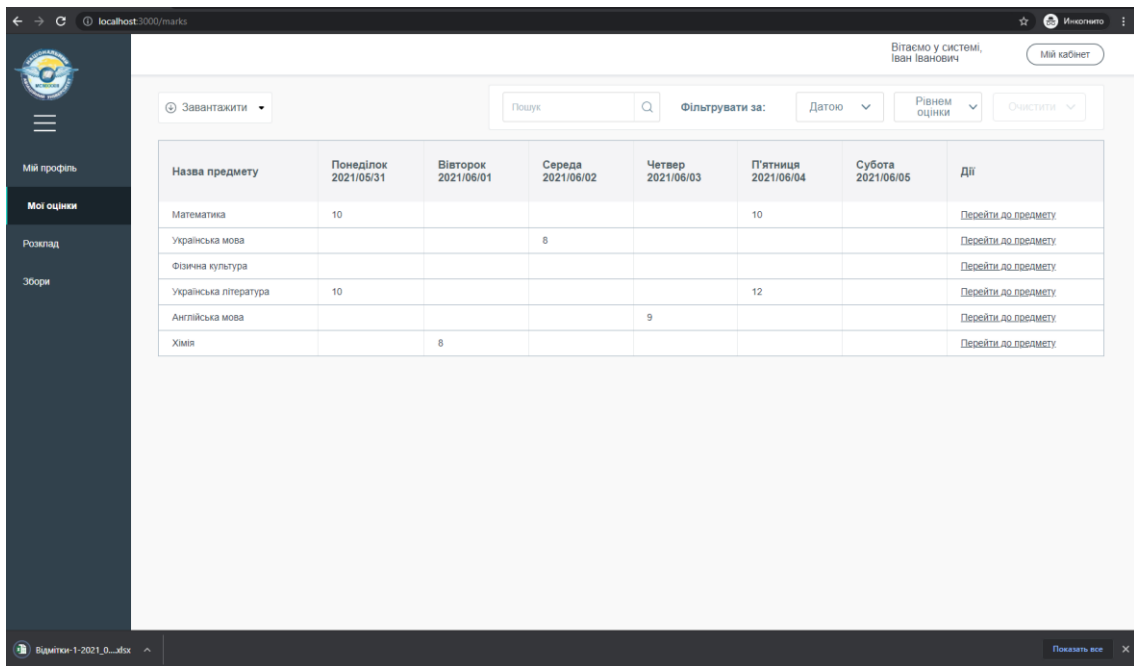 localhost:3000/marks
Инкогнито
Вітаємо у системі,
Іван Іванович
Мій кабінет
Завантажити
Пошук
Фільтрувати за:
Датою
Рівнем
оцінки
Очистити
Мій профіль
Мої оцінки
Розклад
Збори
Назва предмету Понеділок 2021/05/31 Вівторок 2021/06/01 Середа 2021/06/02 Четвер 2021/06/03 П'ятниця 2021/06/04 Субота 2021/06/05 Дії
Математика 10 10 Перейти до предмету
Українська мова 8 Перейти до предмету
Фізична культура Перейти до предмету
Українська література 10 12 Перейти до предмету
Англійська мова 9 Перейти до предмету
Хімія 8 Перейти до предмету
Відмітки-1-2021_0....xlsx
Показать все